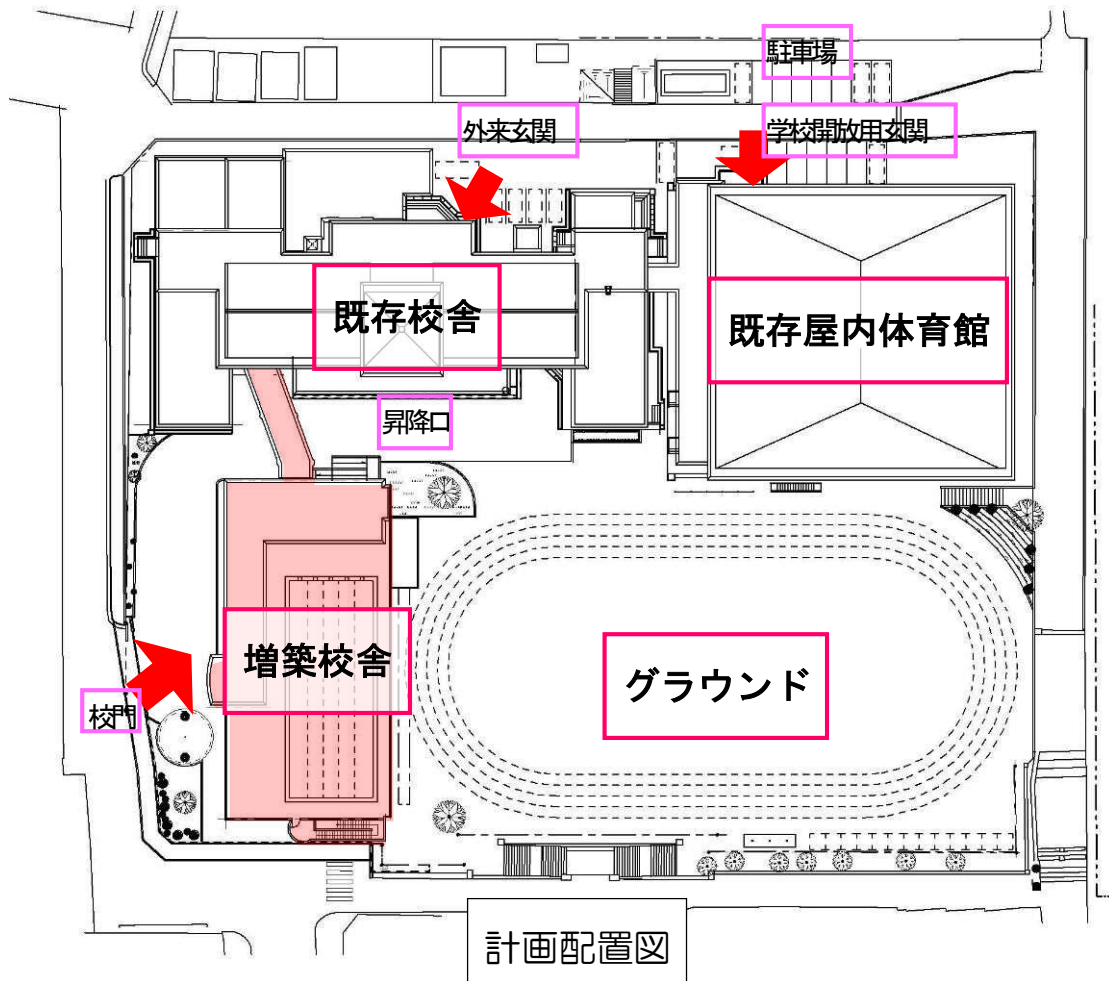 駐車場
外来玄関
学校開放用玄関
既存校舎
既存屋内体育館
昇降口
増築校舎
グラウンド
校門
計画配置図